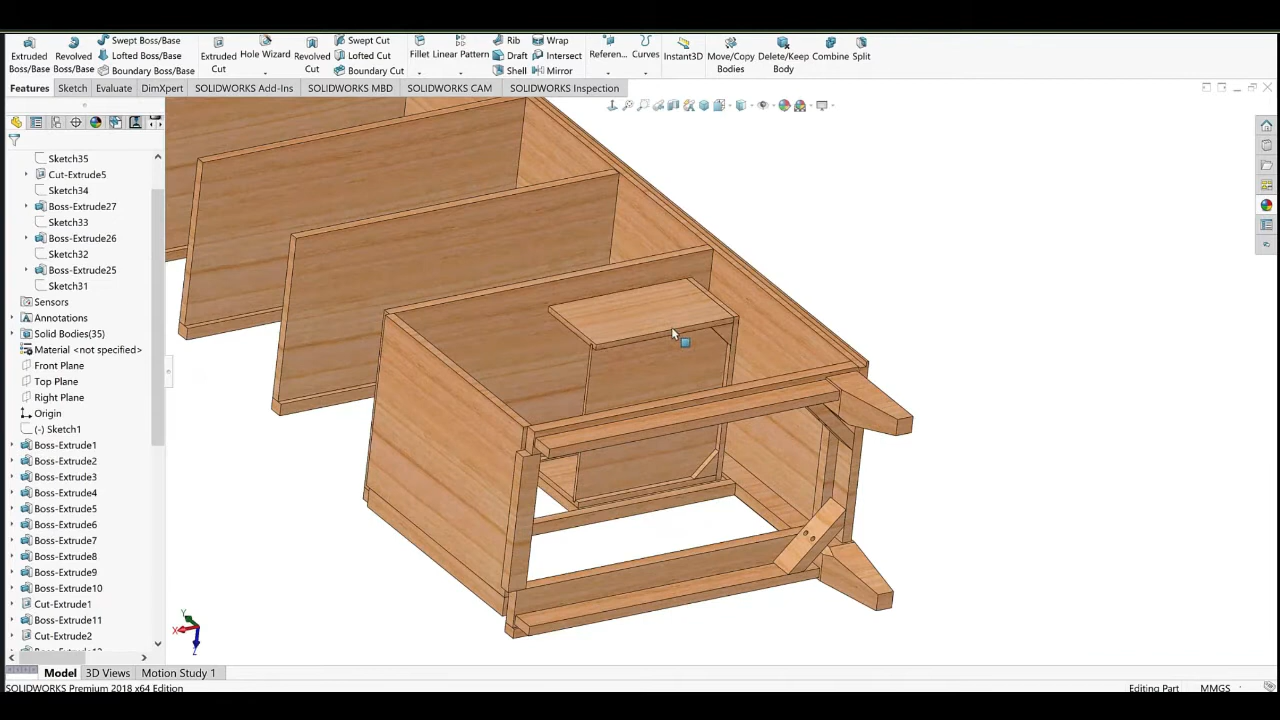 Swept Boss/Base
Swept Cut
Rib
Wrap
Extruded Boss/Base
Revolved Boss/Base
Lofted Boss/Base
Extruded Cut
Hole Wizard
Revolved Cut
Lofted Cut
Fillet
Linear Pattern
Draft
Intersect
Referen...
Curves
Instant3D
Move/Copy Bodies
Delete/Keep Body
Combine
Split
Boundary Boss/Base
Boundary Cut
Shell
Mirror
Features
Sketch
Evaluate
DimXpert
SOLIDWORKS Add-Ins
SOLIDWORKS MBD
SOLIDWORKS CAM
SOLIDWORKS Inspection
Sketch35
Cut-Extrude5
Sketch34
Boss-Extrude27
Sketch33
Boss-Extrude26
Sketch32
Boss-Extrude25
Sketch31
Sensors
Annotations
Solid Bodies(35)
Material <not specified>
Front Plane
Top Plane
Right Plane
Origin
(-) Sketch1
Boss-Extrude1
Boss-Extrude2
Boss-Extrude3
Boss-Extrude4
Boss-Extrude5
Boss-Extrude6
Boss-Extrude7
Boss-Extrude8
Boss-Extrude9
Boss-Extrude10
Cut-Extrude1
Boss-Extrude11
Cut-Extrude2
Y
X
Z
Model
3D Views
Motion Study 1
SOLIDWORKS Premium 2018 x64 Edition
Editing Part
MMGS